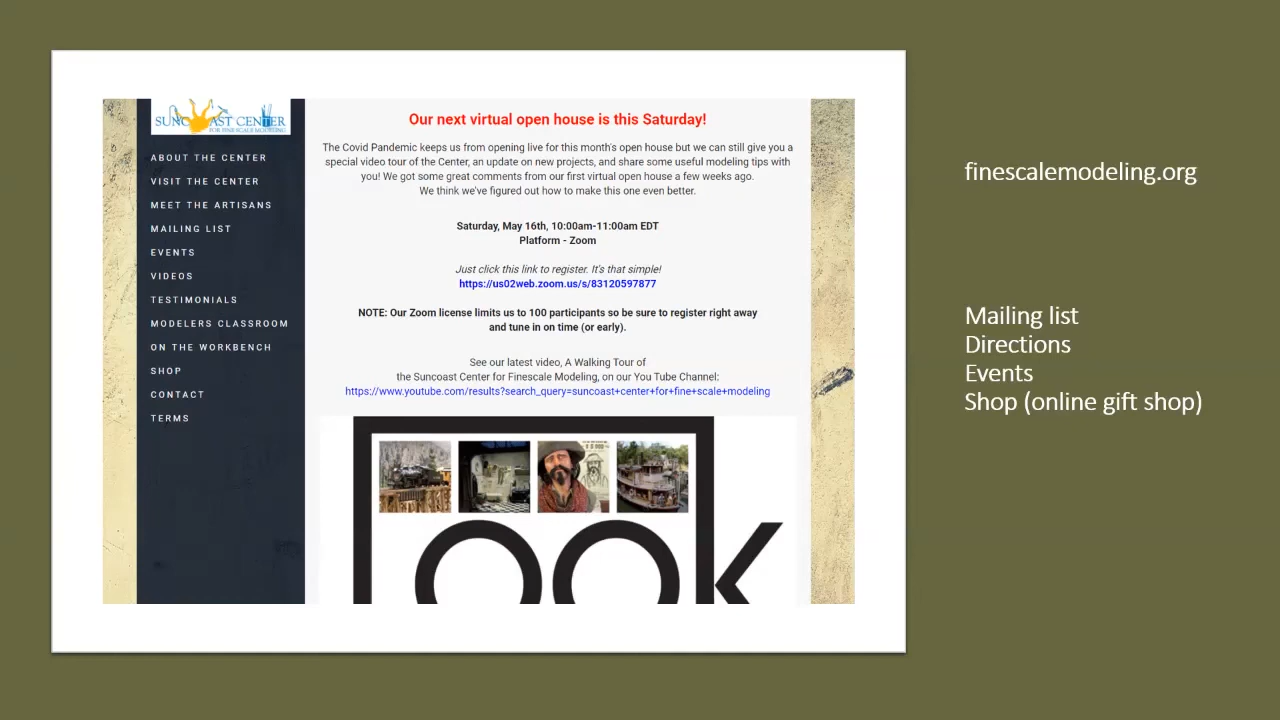 SUNCOAST CENTER
FOR FINE SCALE MODELING
ABOUT THE CENTER
VISIT THE CENTER
MEET THE ARTISANS
MAILING LIST
EVENTS
VIDEOS
TESTIMONIALS
MODELERS CLASSROOM
ON THE WORKBENCH
SHOP
CONTACT
TERMS
Our next virtual open house is this Saturday!
The Covid Pandemic keeps us from opening live for this month's open house but we can still give you a
special video tour of the Center, an update on new projects, and share some useful modeling tips with
you! We got some great comments from our first virtual open house a few weeks ago.
We think we've figured out how to make this one even better.
Saturday, May 16th, 10:00am-11:00am EDT
Platform - Zoom
Just click this link to register. It's that simple!
https://us02web.zoom.us/s/83120597877
NOTE: Our Zoom license limits us to 100 participants so be sure to register right away
and tune in on time (or early).
See our latest video, A Walking Tour of
the Suncoast Center for Finescale Modeling, on our You Tube Channel:
https://www.youtube.com/results?search_query=suncoast+center+for+fine+scale+modeling
Look
finescalemodeling.org
Mailing list
Directions
Events
Shop (online gift shop)